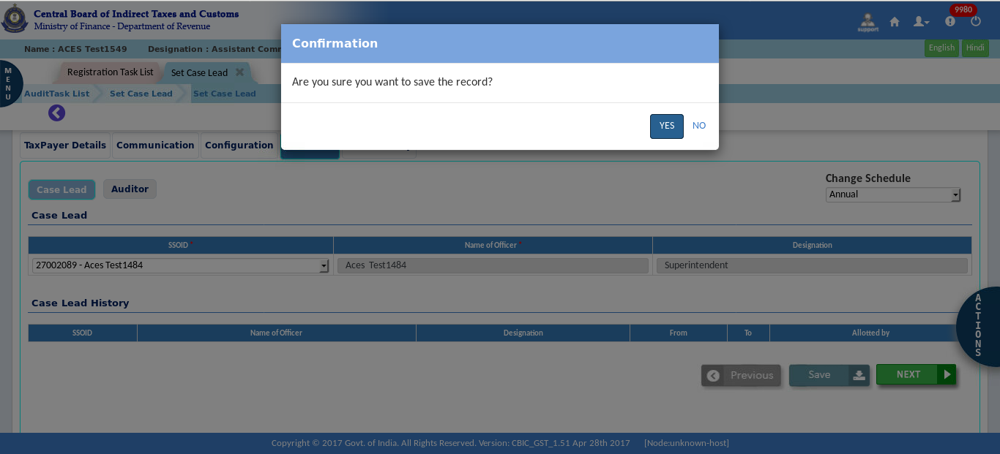 Central Board of Indirect Taxes and Customs
Ministry of Finance - Department of Revenue
9980
support
Name : ACES Test1549 Designation : Assistant
English Hindi
Confirmation
Are you sure you want to save the record?
YES NO
MENU
Registration Task List Set Case Lead
AuditTask List Set Case Lead Set Case Lead
TaxPayer Details Communication Configuration
Case Lead Auditor
Change Schedule
Annual
Case Lead
SSOID * Name of Officer * Designation
27002089 - Aces Test1484 Aces Test1484 Superintendent
Case Lead History
SSOID Name of Officer Designation From To Allotted by
ACTIONS
Previous Save NEXT
Copyright © 2017 Govt. of India. All Rights Reserved. Version: CBIC_GST_1.51 Apr 28th 2017 [Node:unknown-host]